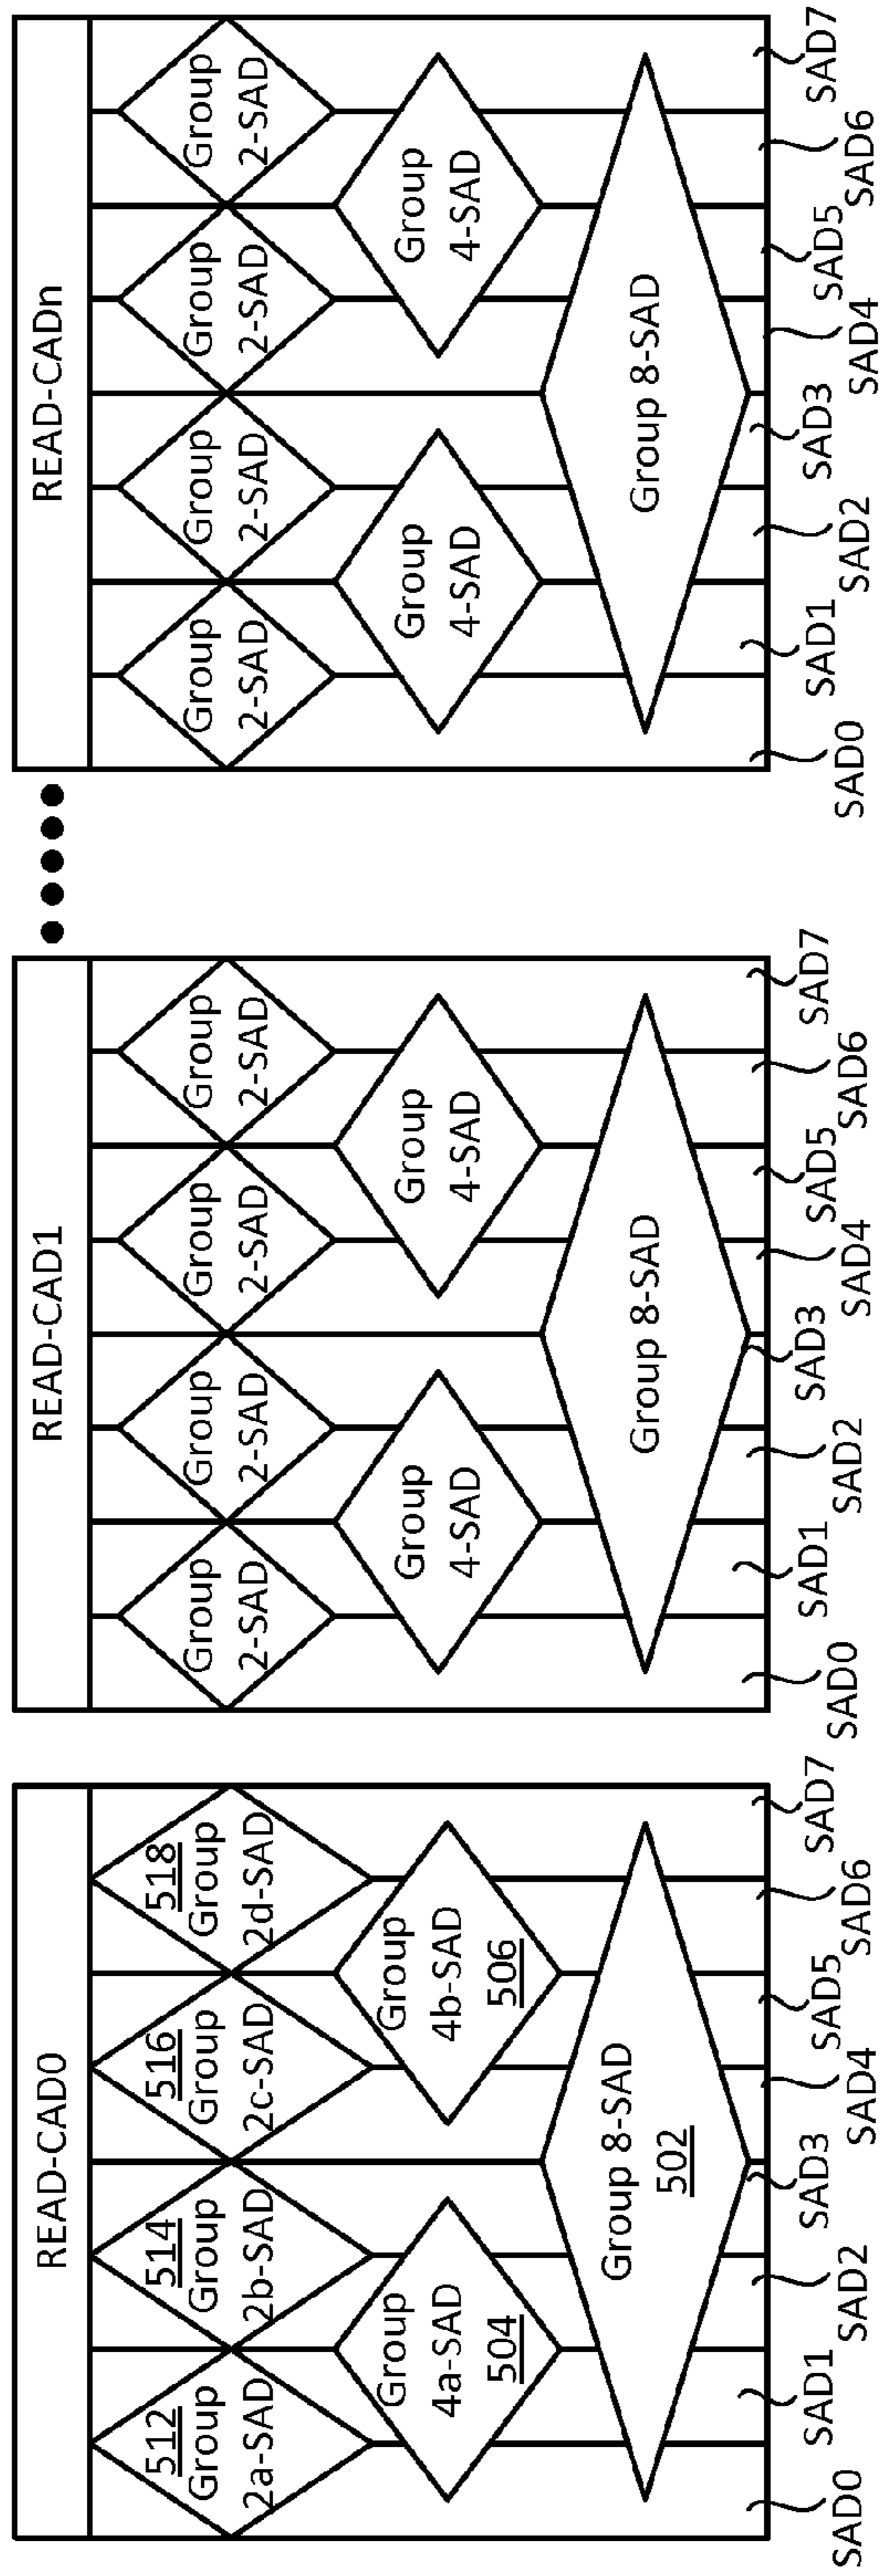 READ-CAD0
512
Group
2a-SAD
514
Group
2b-SAD
516
Group
2c-SAD
518
Group
2d-SAD
Group
4a-SAD
504
Group
4b-SAD
506
Group 8-SAD
502
SAD0
SAD1
SAD2
SAD3
SAD4
SAD5
SAD6
SAD7
READ-CAD1
Group
2-SAD
Group
2-SAD
Group
2-SAD
Group
2-SAD
Group
4-SAD
Group
4-SAD
Group 8-SAD
SAD0
SAD1
SAD2
SAD3
SAD4
SAD5
SAD6
SAD7
READ-CADn
Group
2-SAD
Group
2-SAD
Group
2-SAD
Group
2-SAD
Group
4-SAD
Group
4-SAD
Group 8-SAD
SAD0
SAD1
SAD2
SAD3
SAD4
SAD5
SAD6
SAD7